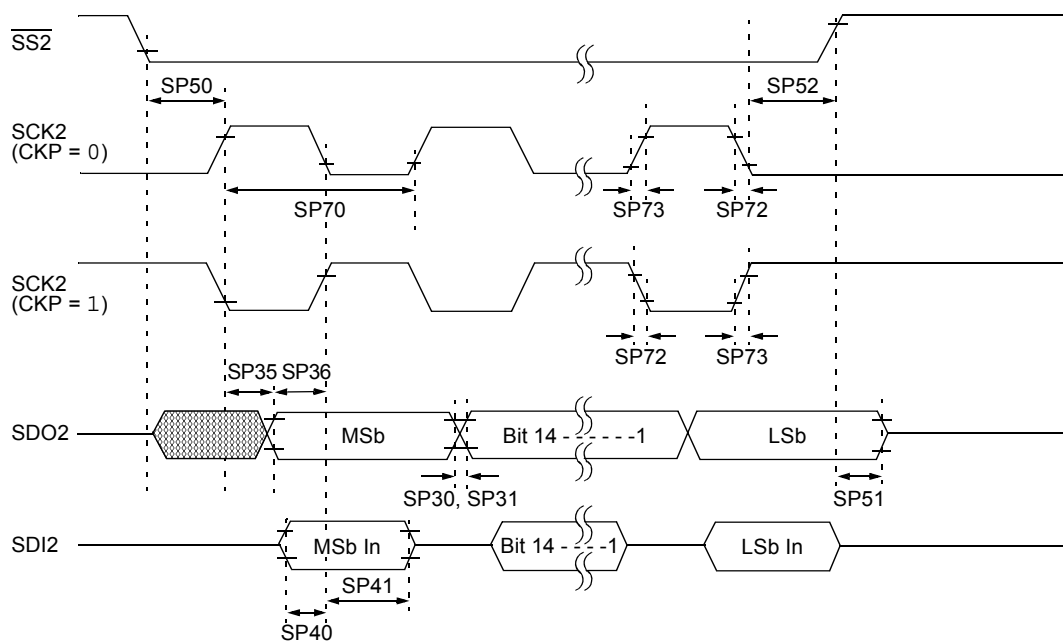 SS2
SP50
SP52
SCK2
(CKP = 0)
SP70
SP73
SP72
SCK2
(CKP = 1)
SP72
SP73
SP35
SP36
SDO2
MSb
Bit 14 - - - - - -1
LSb
SP30, SP31
SP51
SDI2
MSb In
Bit 14 - - - -1
LSb In
SP41
SP40